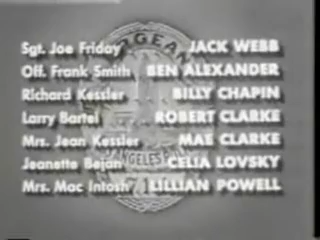 Sgt. Joe Friday JACK WEBB
Off. Frank Smith BEN ALEXANDER
Richard Kessler BILLY CHAPIN
Larry Bartel ROBERT CLARKE
Mrs. Jean Kessler MAE CLARKE
Jeanette Bejan CELIA LOVSKY
Mrs. Mac Intosh LILLIAN POWELL